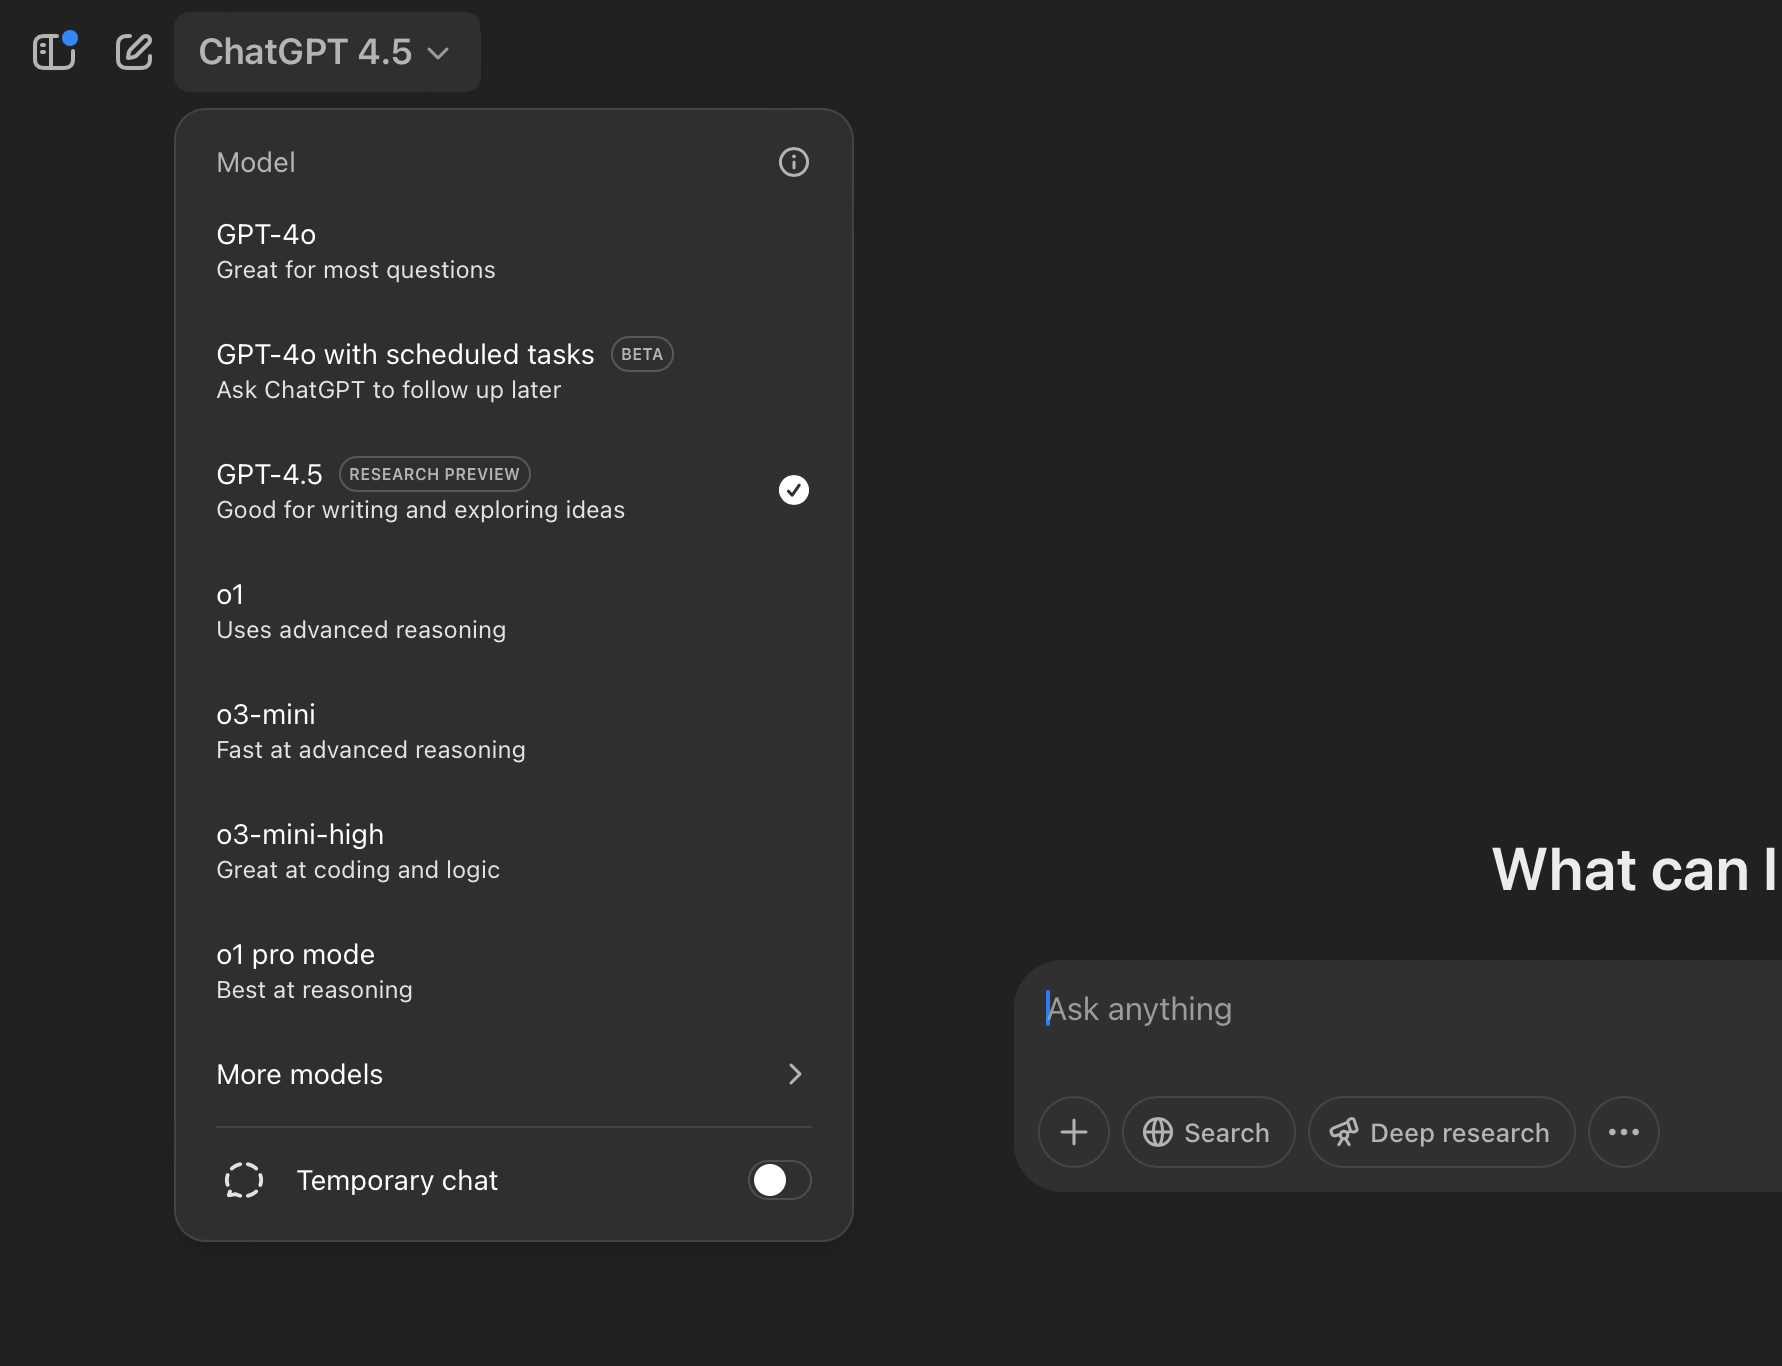 ChatGPT 4.5
Model
GPT-4o
Great for most questions
GPT-4o with scheduled tasks BETA
Ask ChatGPT to follow up later
GPT-4.5 RESEARCH PREVIEW
Good for writing and exploring ideas
o1
Uses advanced reasoning
o3-mini
Fast at advanced reasoning
o3-mini-high
Great at coding and logic
o1 pro mode
Best at reasoning
More models
Temporary chat
What can I
Ask anything
Search Deep research